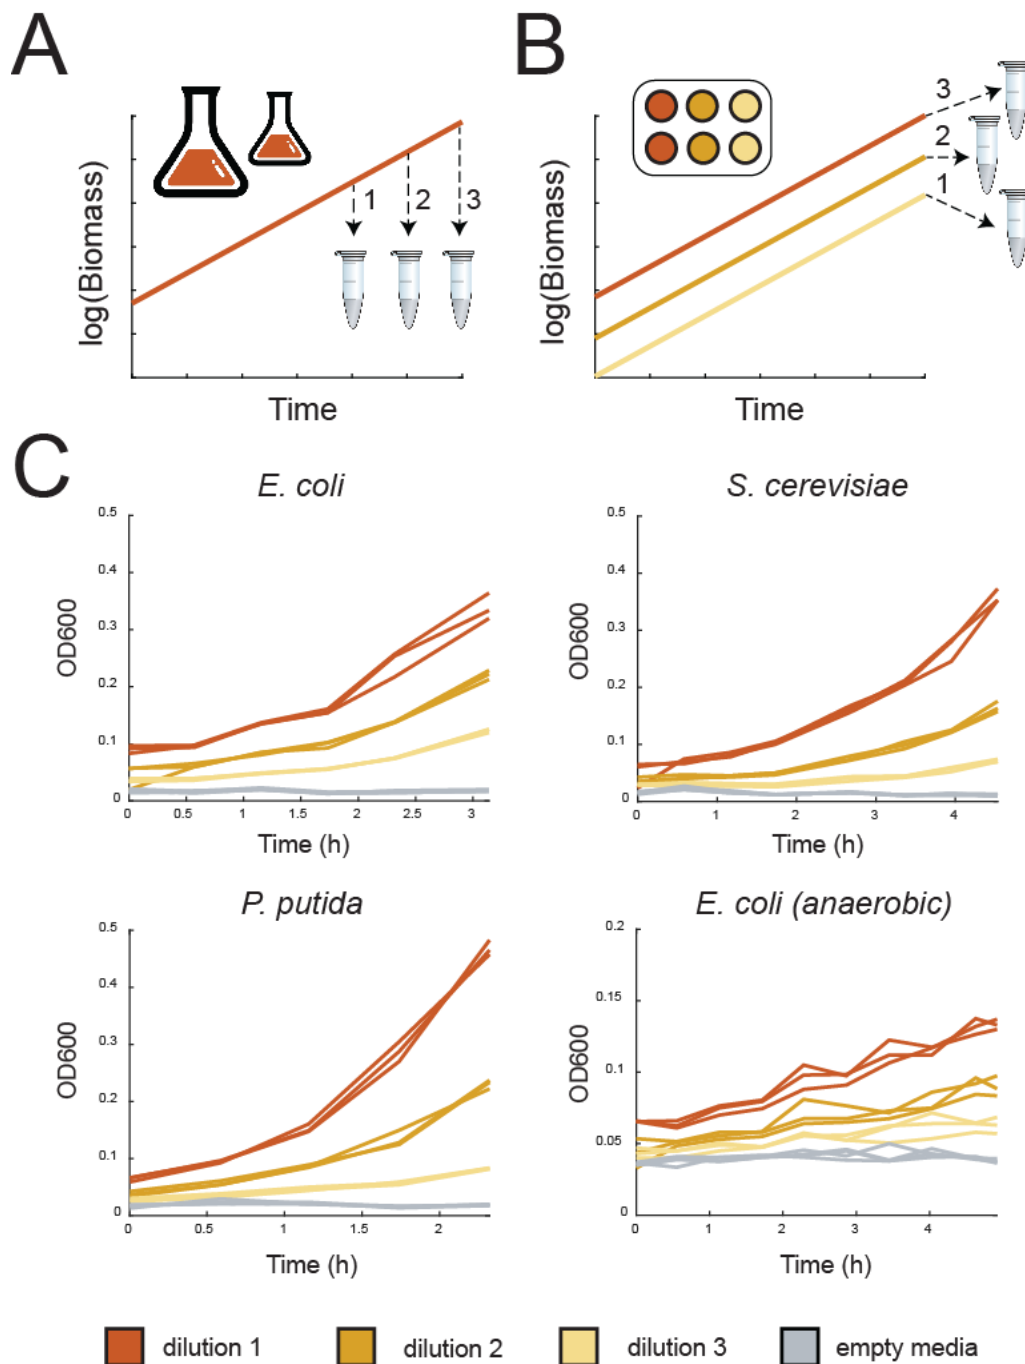 A
B
log(Biomass)
1
2
3
Time
log(Biomass)
3
2
1
Time
C
E. coli
S. cerevisiae
OD600
0.5
0.4
0.3
0.2
0.1
0
0 0.5 1 1.5 2 2.5 3
Time (h)
OD600
0.5
0.4
0.3
0.2
0.1
0
0 1 2 3 4
Time (h)
P. putida
E. coli (anaerobic)
OD600
0.5
0.4
0.3
0.2
0.1
0
0 0.5 1 1.5 2
Time (h)
OD600
0.2
0.15
0.1
0.05
0
0 1 2 3 4
Time (h)
dilution 1
dilution 2
dilution 3
empty media